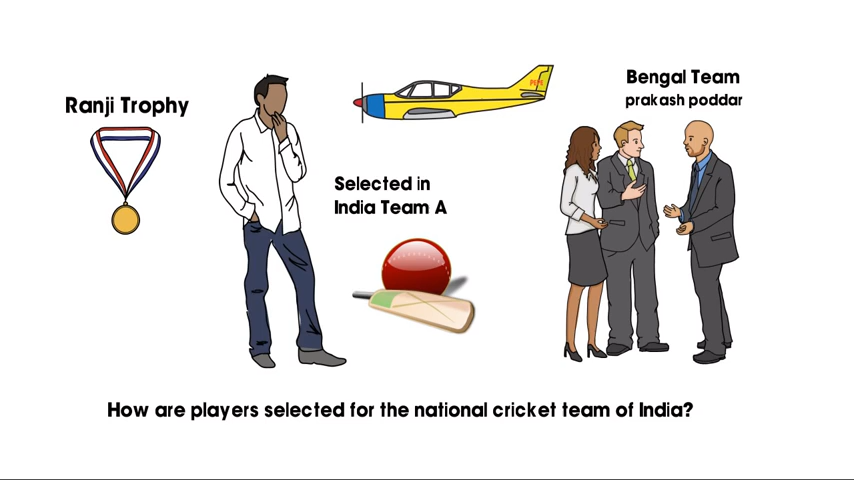 Ranji Trophy
PEPE
Bengal Team
prakash poddar
Selected in
India Team A
How are players selected for the national cricket team of India?